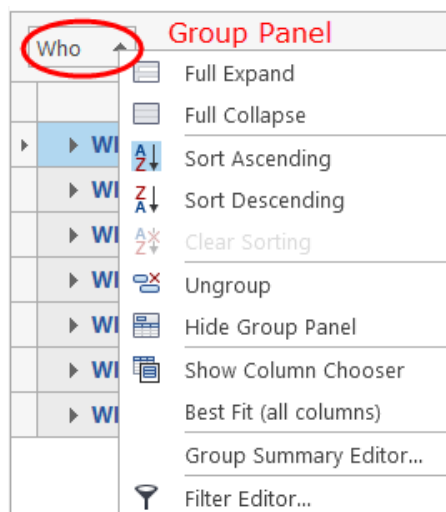 Group Panel
Who
Full Expand
Full Collapse
Sort Ascending
Sort Descending
Clear Sorting
Ungroup
Hide Group Panel
Show Column Chooser
Best Fit (all columns)
Group Summary Editor...
Filter Editor...